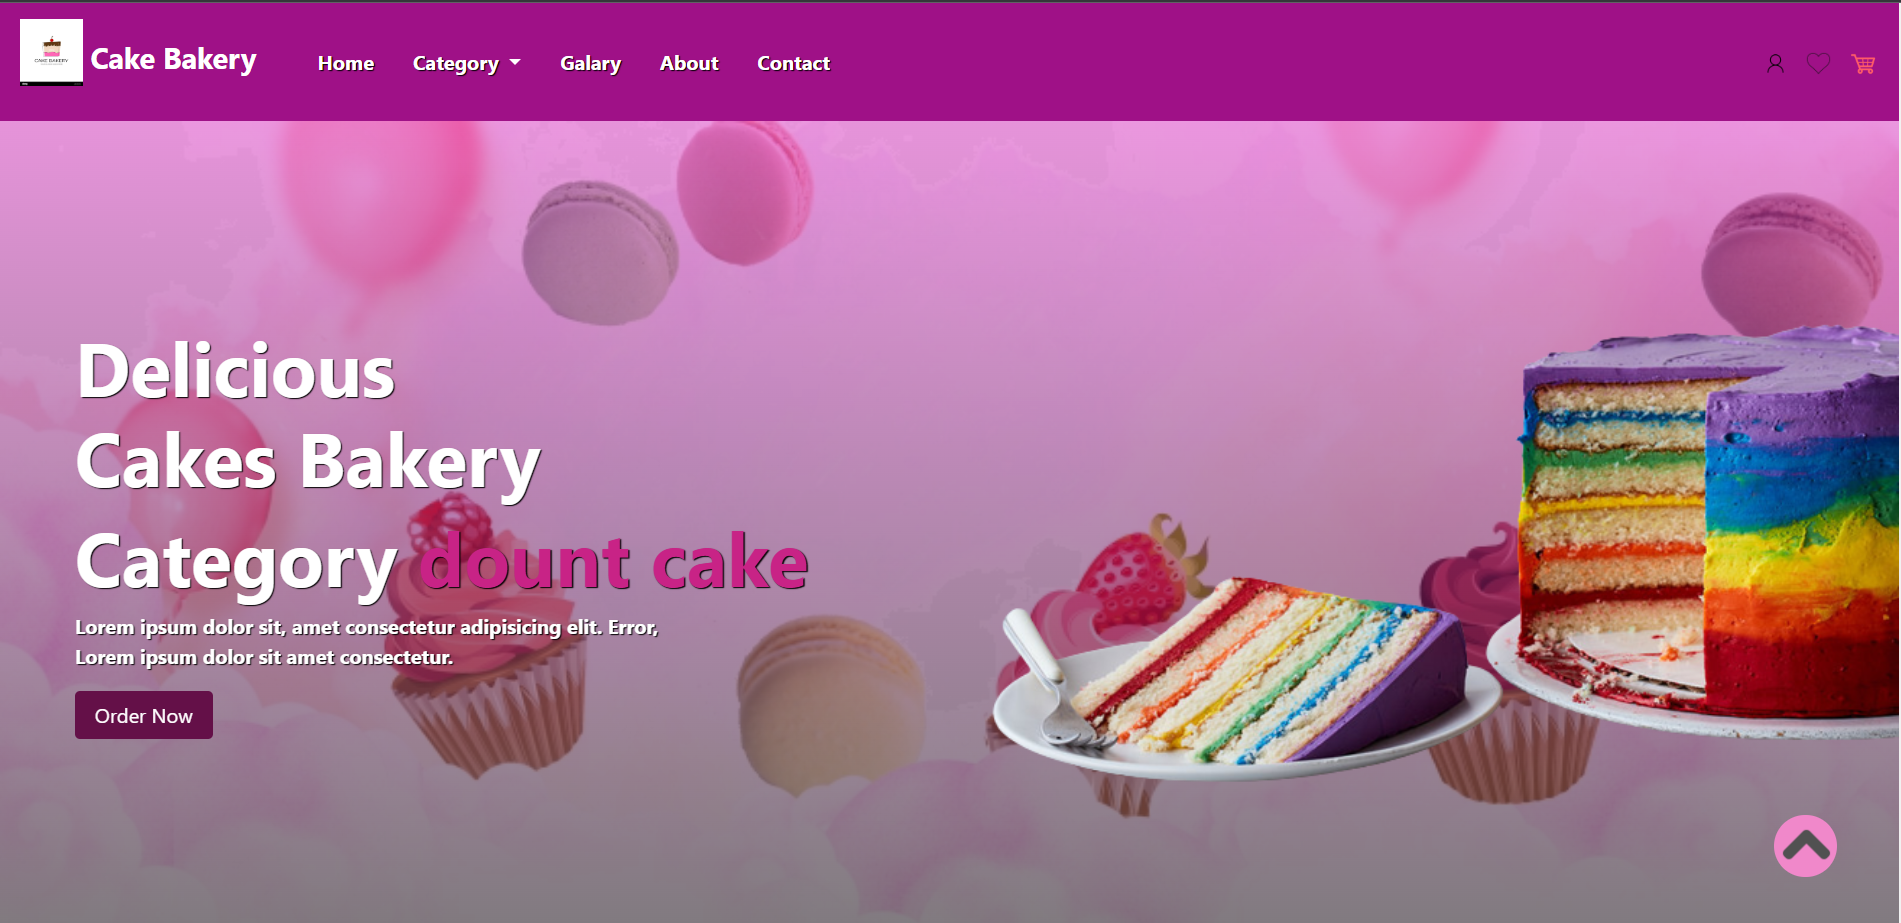 CAKE BAKERY
Cake Bakery
Home
Category
Galary
About
Contact
Delicious
Cakes Bakery
Category dount cake
Lorem ipsum dolor sit, amet consectetur adipisicing elit. Error,
Lorem ipsum dolor sit amet consectetur.
Order Now